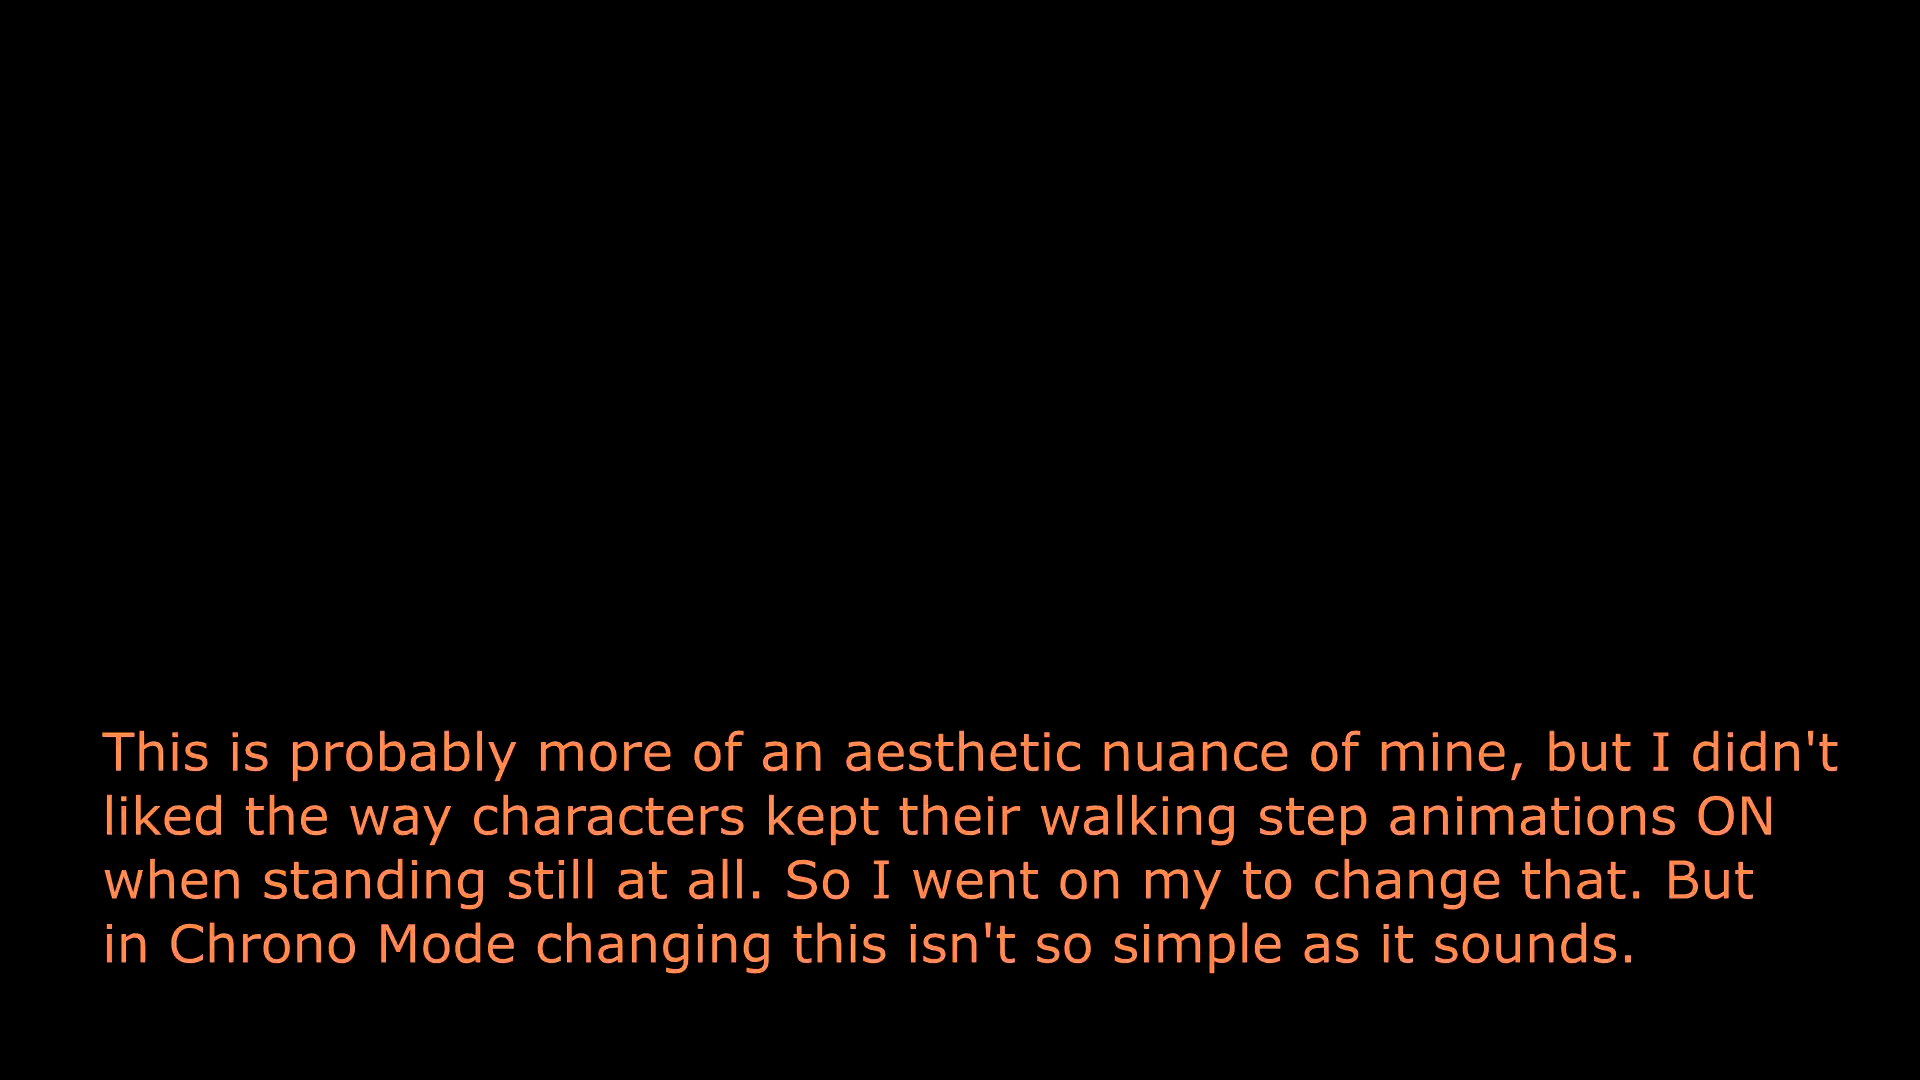 This is probably more of an aesthetic nuance of mine, but I didn't
liked the way characters kept their walking step animations ON
when standing still at all. So I went on my to change that. But
in Chrono Mode changing this isn't so simple as it sounds.